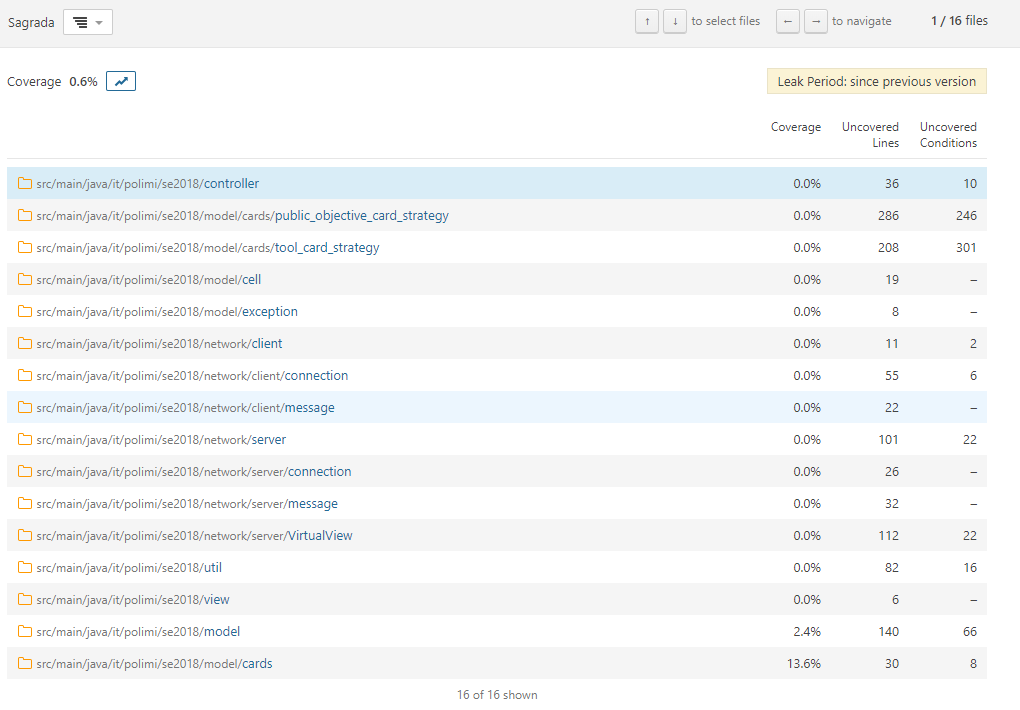 Sagrada ↑ ↓ to select files ← → to navigate 1 / 16 files
Coverage 0.6% Leak Period: since previous version
Coverage Uncovered Lines Uncovered Conditions
src/main/java/it/polimi/se2018/controller 0.0% 36 10
src/main/java/it/polimi/se2018/model/cards/public_objective_card_strategy 0.0% 286 246
src/main/java/it/polimi/se2018/model/cards/tool_card_strategy 0.0% 208 301
src/main/java/it/polimi/se2018/model/cell 0.0% 19 –
src/main/java/it/polimi/se2018/model/exception 0.0% 8 –
src/main/java/it/polimi/se2018/network/client 0.0% 11 2
src/main/java/it/polimi/se2018/network/client/connection 0.0% 55 6
src/main/java/it/polimi/se2018/network/client/message 0.0% 22 –
src/main/java/it/polimi/se2018/network/server 0.0% 101 22
src/main/java/it/polimi/se2018/network/server/connection 0.0% 26 –
src/main/java/it/polimi/se2018/network/server/message 0.0% 32 –
src/main/java/it/polimi/se2018/network/server/VirtualView 0.0% 112 22
src/main/java/it/polimi/se2018/util 0.0% 82 16
src/main/java/it/polimi/se2018/view 0.0% 6 –
src/main/java/it/polimi/se2018/model 2.4% 140 66
src/main/java/it/polimi/se2018/model/cards 13.6% 30 8
16 of 16 shown